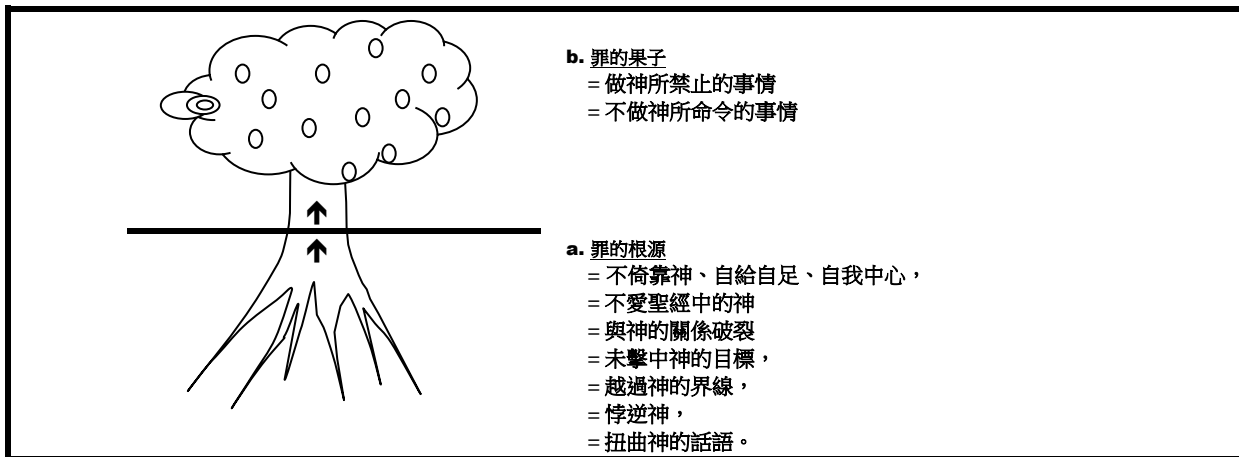 b. 罪的果子
= 做神所禁止的事情
= 不做神所命令的事情
a. 罪的根源
= 不倚靠神、自給自足、自我中心，
= 不愛聖經中的神
= 與神的關係破裂
= 未擊中神的目標，
= 越過神的界線，
= 悖逆神，
= 扭曲神的話語。